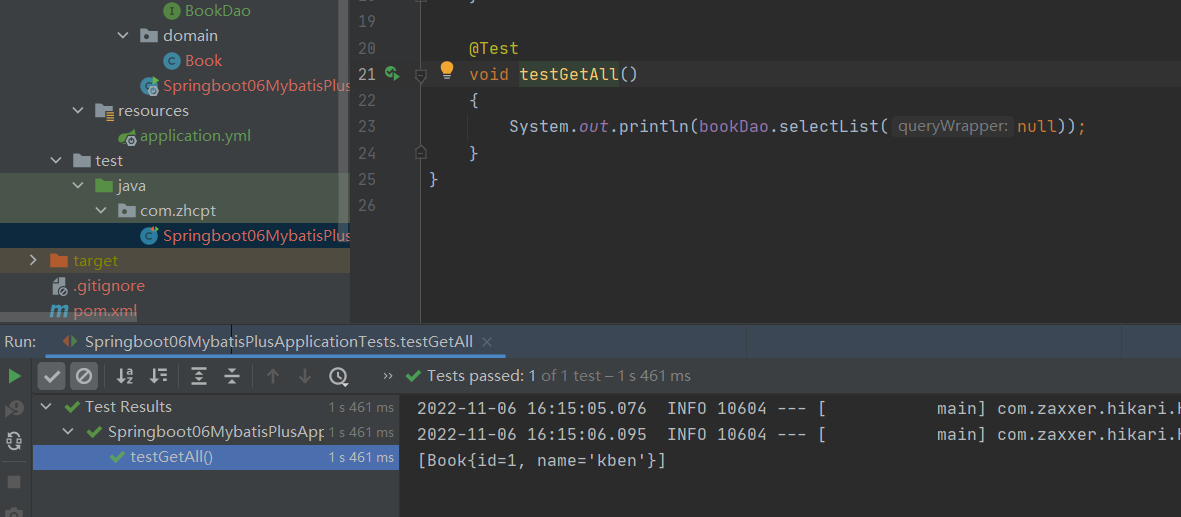 BookDao
domain
Book
Springboot06MybatisPlus
resources
application.yml
test
java
com.zhcpt
Springboot06MybatisPlus
target
.gitignore
pom.xml
19
20 @Test
21 void testGetAll()
22 {
23 System.out.println(bookDao.selectList( queryWrapper: null));
24 }
25 }
26
Run: Springboot06MybatisPlusApplicationTests.testGetAll
Tests passed: 1 of 1 test – 1 s 461 ms
Test Results 1 s 461 ms
Springboot06MybatisPlusApp 1 s 461 ms
testGetAll() 1 s 461 ms
2022-11-06 16:15:05.076 INFO 10604 --- [ main] com.zaxxer.hikari.H
2022-11-06 16:15:06.095 INFO 10604 --- [ main] com.zaxxer.hikari.H
[Book{id=1, name='kben'}]